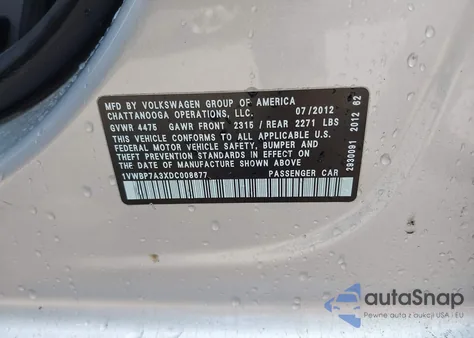 MFD BY VOLKSWAGEN GROUP OF AMERICA
CHATTANOOGA OPERATIONS, LLC. 07/2012
GVWR 4475 GAWR FRONT 2315 / REAR 2271 LBS
THIS VEHICLE CONFORMS TO ALL APPLICABLE U.S.
FEDERAL MOTOR VEHICLE SAFETY, BUMPER AND
THEFT PREVENTION STANDARDS IN EFFECT ON
THE DATE OF MANUFACTURE SHOWN ABOVE
1VWBP7A3XDC008677 PASSENGER CAR
2930091 2012 62
autoSnap
Pewne auta z aukcji USA i EU